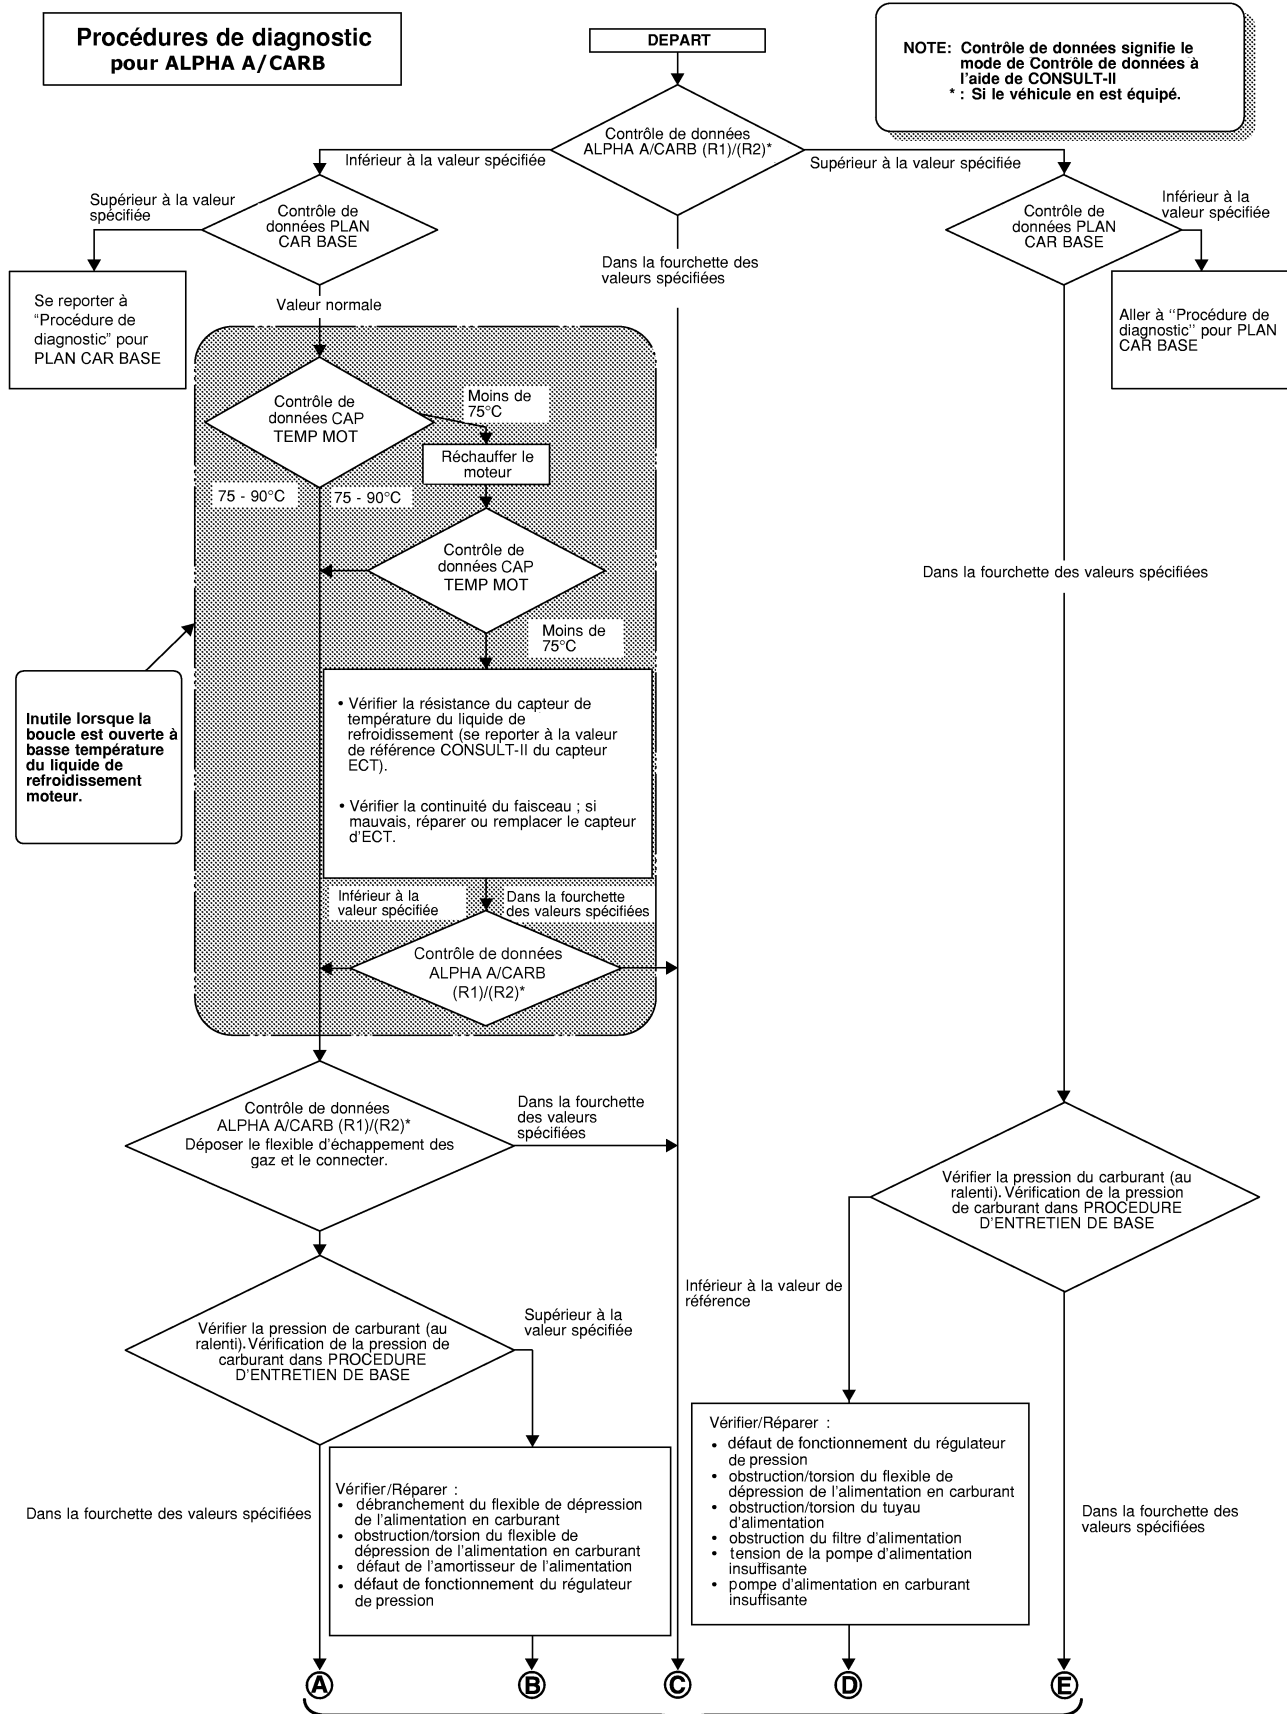 Procédures de diagnostic
pour ALPHA A/CARB
DEPART
NOTE: Contrôle de données signifie le
mode de Contrôle de données à
l'aide de CONSULT-II
* : Si le véhicule en est équipé.
Contrôle de données
ALPHA A/CARB (R1)/(R2)*
Inférieur à la valeur spécifiée
Supérieur à la valeur spécifiée
Supérieur à la valeur
spécifiée
Contrôle de
données PLAN
CAR BASE
Dans la fourchette des
valeurs spécifiées
Contrôle de
données PLAN
CAR BASE
Inférieur à la
valeur spécifiée
Se reporter à
“Procédure de
diagnostic” pour
PLAN CAR BASE
Valeur normale
Aller à ‘‘Procédure de
diagnostic’’ pour PLAN
CAR BASE
Contrôle de
données CAP
TEMP MOT
Moins de
75°C
Réchauffer le
moteur
75 - 90°C
75 - 90°C
Contrôle de
données CAP
TEMP MOT
Dans la fourchette des valeurs spécifiées
Moins de
75°C
Inutile lorsque la
boucle est ouverte à
basse température
du liquide de
refroidissement
moteur.
• Vérifier la résistance du capteur de
température du liquide de
refroidissement (se reporter à la valeur
de référence CONSULT-II du capteur
ECT).
• Vérifier la continuité du faisceau ; si
mauvais, réparer ou remplacer le capteur
d'ECT.
Inférieur à la
valeur spécifiée
Dans la fourchette
des valeurs spécifiées
Contrôle de données
ALPHA A/CARB
(R1)/(R2)*
Contrôle de données
ALPHA A/CARB (R1)/(R2)*
Déposer le flexible d'échappement des
gaz et le connecter.
Dans la fourchette
des valeurs
spécifiées
Vérifier la pression du carburant (au
ralenti). Vérification de la pression
de carburant dans PROCEDURE
D'ENTRETIEN DE BASE
Inférieur à la valeur de
référence
Vérifier la pression de carburant (au
ralenti). Vérification de la pression de
carburant dans PROCEDURE
D'ENTRETIEN DE BASE
Supérieur à la
valeur spécifiée
Dans la fourchette des valeurs spécifiées
Vérifier/Réparer :
• débranchement du flexible de dépression
de l'alimentation en carburant
• obstruction/torsion du flexible de
dépression de l'alimentation en carburant
• défaut de l'amortisseur de l'alimentation
• défaut de fonctionnement du régulateur
de pression
Vérifier/Réparer :
• défaut de fonctionnement du régulateur
de pression
• obstruction/torsion du flexible de
dépression de l'alimentation en carburant
• obstruction/torsion du tuyau
d'alimentation
• obstruction du filtre d'alimentation
• tension de la pompe d'alimentation
insuffisante
• pompe d'alimentation en carburant
insuffisante
Dans la fourchette des
valeurs spécifiées
A
B
C
D
E